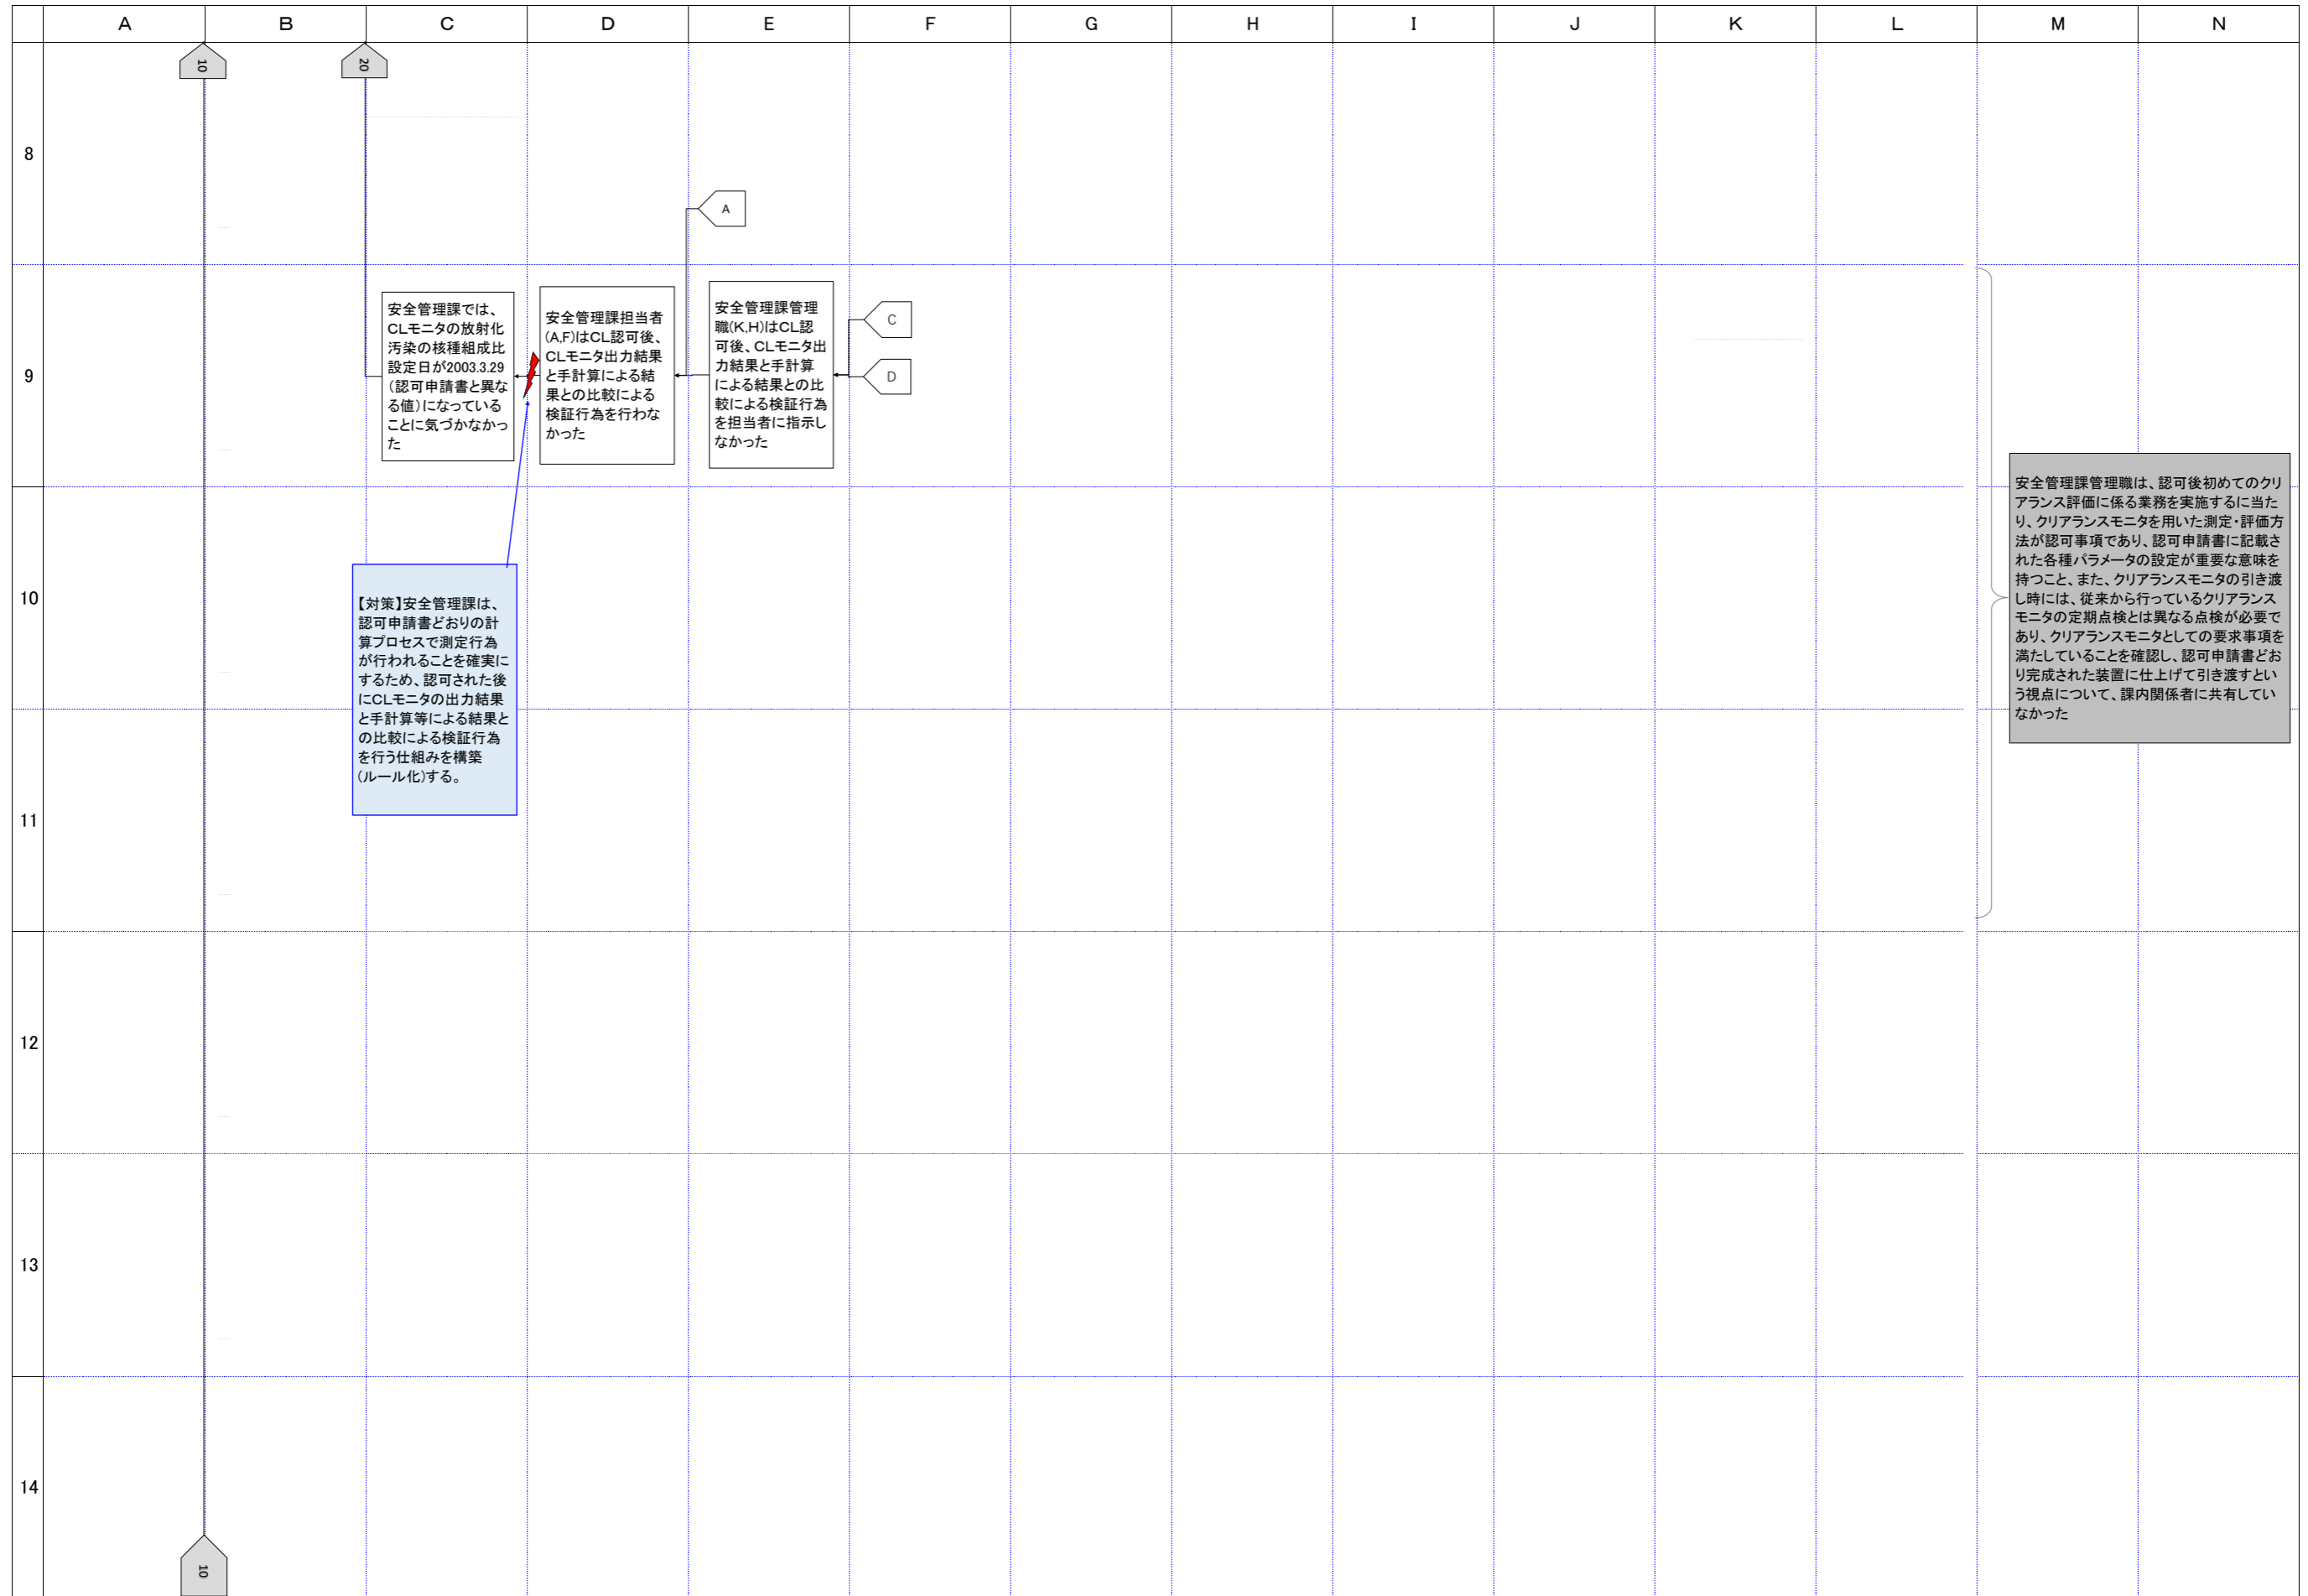 A B C D E F G H I J K L M N
10
20
8
A
9
安全管理課では、
CLモニタの放射化
汚染の核種組成比
設定日が2003.3.29
（認可申請書と異な
る値）になっている
ことに気づかなかっ
た
安全管理課担当者
(A,F)はCL認可後、
CLモニタ出力結果
と手計算による結
果との比較による
検証行為を行わな
かった
安全管理課管理
職(K,H)はCL認
可後、CLモニタ出
力結果と手計算
による結果との比
較による検証行為
を担当者に指示し
なかった
C
D
10
【対策】安全管理課は、
認可申請書どおりの計
算プロセスで測定行為
が行われることを確実に
するため、認可された後
にCLモニタの出力結果
と手計算等による結果と
の比較による検証行為
を行う仕組みを構築
(ルール化)する。
安全管理課管理職は、認可後初めてのクリ
アランス評価に係る業務を実施するに当た
り、クリアランスモニタを用いた測定・評価方
法が認可事項であり、認可申請書に記載さ
れた各種パラメータの設定が重要な意味を
持つこと、また、クリアランスモニタの引き渡
し時には、従来から行っているクリアランス
モニタの定期点検とは異なる点検が必要で
あり、クリアランスモニタとしての要求事項を
満たしていることを確認し、認可申請書どお
り完成された装置に仕上げて引き渡すとい
う視点について、課内関係者に共有してい
なかった
11
12
13
14
10